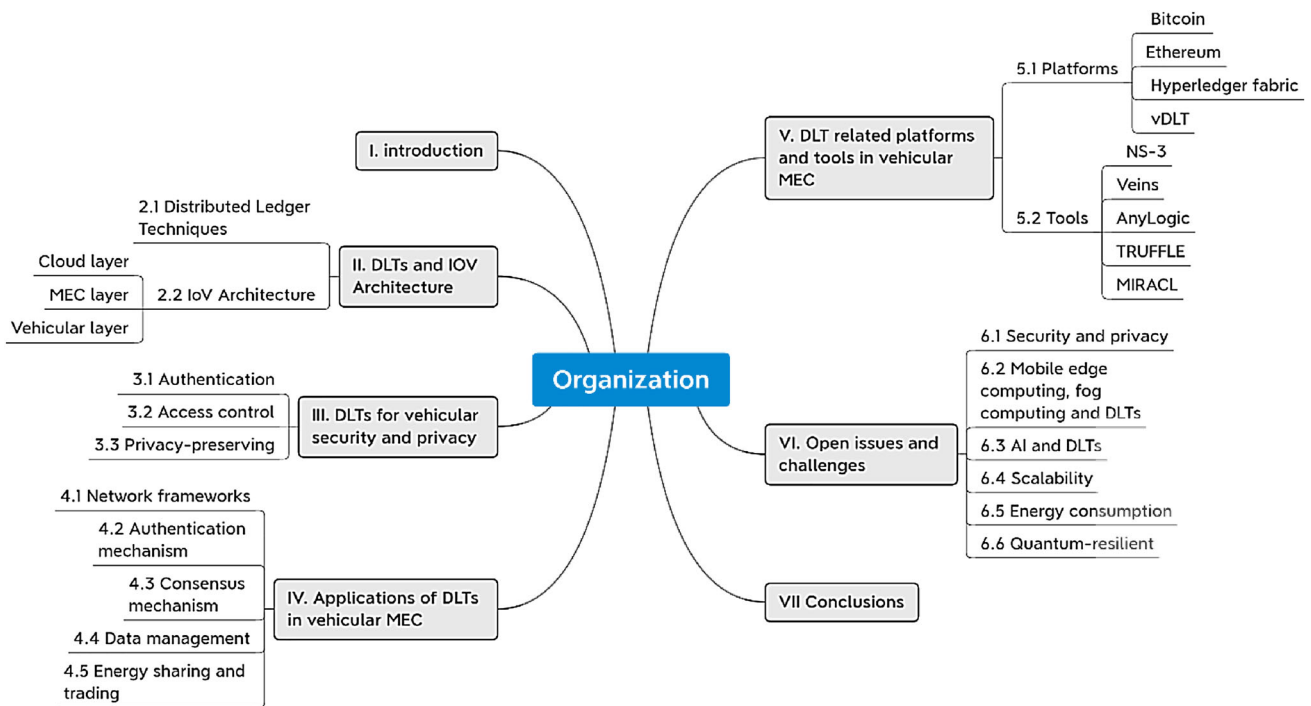 Organization
I. introduction
II. DLTs and IOV
Architecture
2.1 Distributed Ledger
Techniques
2.2 IoV Architecture
Cloud layer
MEC layer
Vehicular layer
III. DLTs for vehicular
security and privacy
3.1 Authentication
3.2 Access control
3.3 Privacy-preserving
IV. Applications of DLTs
in vehicular MEC
4.1 Network frameworks
4.2 Authentication
mechanism
4.3 Consensus
mechanism
4.4 Data management
4.5 Energy sharing and
trading
V. DLT related platforms
and tools in vehicular
MEC
5.1 Platforms
Bitcoin
Ethereum
Hyperledger fabric
vDLT
5.2 Tools
NS-3
Veins
AnyLogic
TRUFFLE
MIRACL
VI. Open issues and
challenges
6.1 Security and privacy
6.2 Mobile edge
computing, fog
computing and DLTs
6.3 AI and DLTs
6.4 Scalability
6.5 Energy consumption
6.6 Quantum-resilient
VII Conclusions